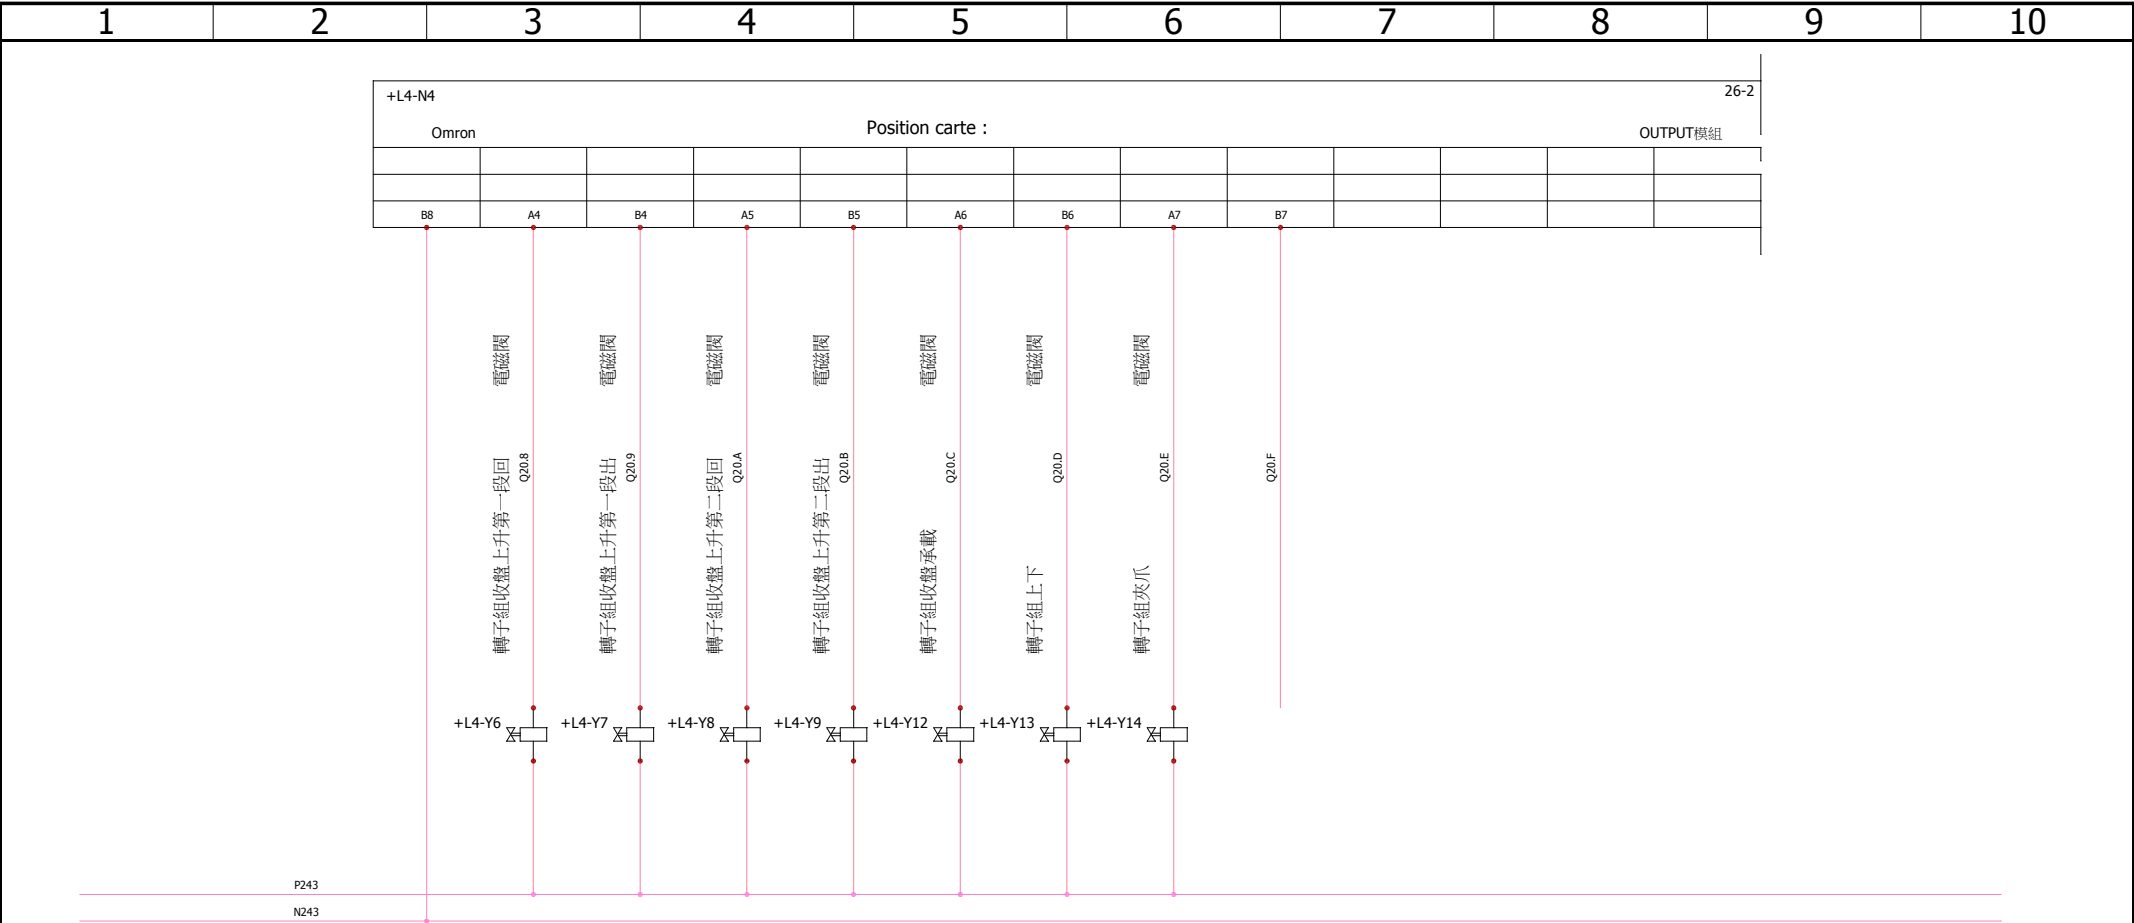 1 2 3 4 5 6 7 8 9 10
+L4-N4 26-2
Omron Position carte : OUTPUT模組
B8 A4 B4 A5 B5 A6 B6 A7 B7
電磁閥 電磁閥 電磁閥 電磁閥 電磁閥 電磁閥 電磁閥
Q20.8 Q20.9 Q20.A Q20.B Q20.C Q20.D Q20.E Q20.F
轉子組收盤上升第一段回
轉子組收盤上升第一段出
轉子組收盤上升第二段回
轉子組收盤上升第二段出
轉子組收盤承載
轉子組上下
轉子組夾爪
+L4-Y6 +L4-Y7 +L4-Y8 +L4-Y9 +L4-Y12 +L4-Y13 +L4-Y14
P243
N243